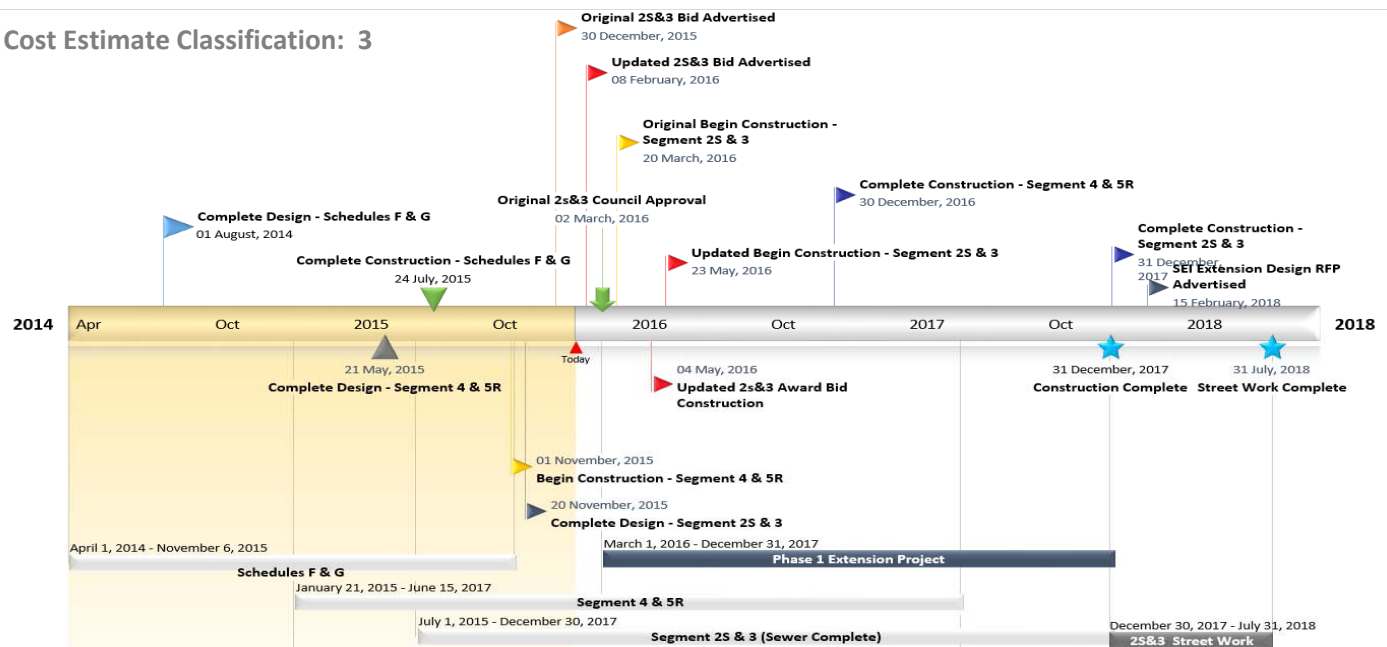 Cost Estimate Classification: 3
Original 2S&3 Bid Advertised
30 December, 2015
Updated 2S&3 Bid Advertised
08 February, 2016
Original Begin Construction -
Segment 2S & 3
20 March, 2016
Complete Construction - Segment 4 & 5R
30 December, 2016
Original 2s&3 Council Approval
02 March, 2016
Complete Design - Schedules F & G
01 August, 2014
Complete Construction -
Segment 2S & 3
31 December,
2017
Updated Begin Construction - Segment 2S & 3
23 May, 2016
Complete Construction - Schedules F & G
24 July, 2015
SEI Extension Design RFP
Advertised
15 February, 2018
2014 Apr Oct 2015 Oct 2016 Oct 2017 Oct 2018 2018
Today
21 May, 2015
Complete Design - Segment 4 & 5R
04 May, 2016
Updated 2s&3 Award Bid
Construction
31 December, 2017
Construction Complete
31 July, 2018
Street Work Complete
01 November, 2015
Begin Construction - Segment 4 & 5R
20 November, 2015
Complete Design - Segment 2S & 3
April 1, 2014 - November 6, 2015
Schedules F & G
March 1, 2016 - December 31, 2017
Phase 1 Extension Project
January 21, 2015 - June 15, 2017
Segment 4 & 5R
July 1, 2015 - December 30, 2017
Segment 2S & 3 (Sewer Complete)
December 30, 2017 - July 31, 2018
2S&3 Street Work